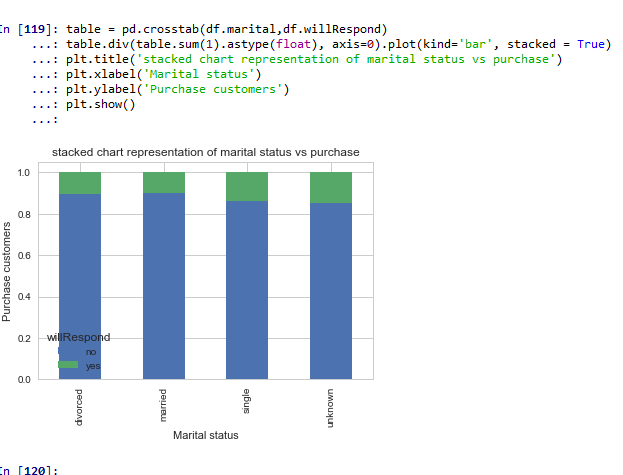 In [119]: table = pd.crosstab(df.marital,df.willRespond)
...: table.div(table.sum(1).astype(float), axis=0).plot(kind='bar', stacked = True)
...: plt.title('stacked chart representation of marital status vs purchase')
...: plt.xlabel('Marital status')
...: plt.ylabel('Purchase customers')
...: plt.show()
...:
stacked chart representation of marital status vs purchase
1.0
0.8
0.6
0.4
0.2
0.0
Purchase customers
willRespond
no
yes
divorced
married
single
unknown
Marital status
In [120]: